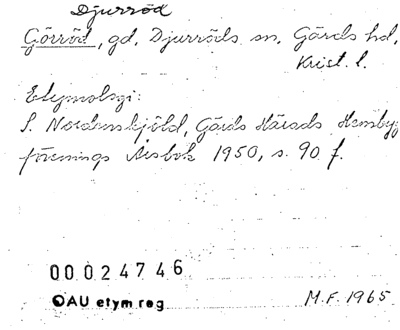 Djurröd
Görröd, gd, Djurröds sn, Gärds hd,
Krist. l.
Etymologi:
S. Nordenskjöld, Gärds Härads Hembyg
förenings Årsbok 1950, s. 90 f.
00024746
OAU etym reg
M.F. 1965